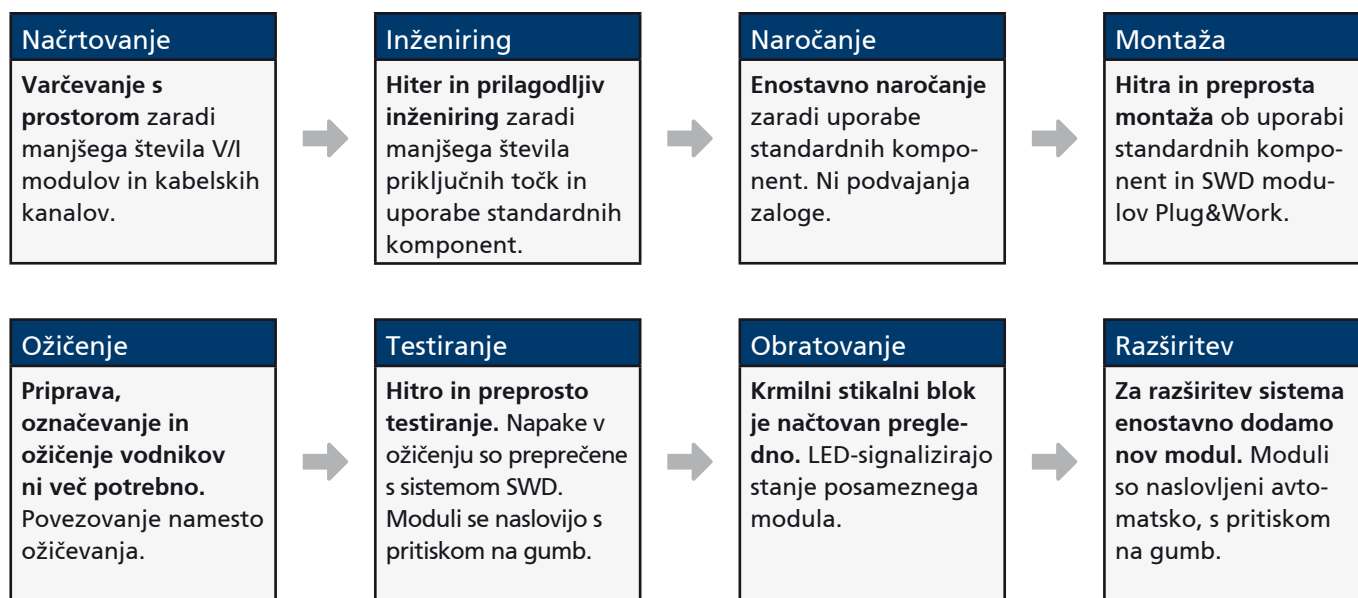 Načrtovanje
Varčevanje s
prostorom zaradi
manjšega števila V/I
modulov in kabelskih
kanalov.
Inženiring
Hiter in prilagodljiv
inženiring zaradi
manjšega števila
priključnih točk in
uporabe standardnih
komponent.
Naročanje
Enostavno naročanje
zaradi uporabe
standardnih kompo-
nent. Ni podvajanja
zaloge.
Montaža
Hitra in preprosta
montaža ob uporabi
standardnih kompo-
nent in SWD modu-
lov Plug&Work.
Ožičenje
Priprava,
označevanje in
ožičenje vodnikov
ni več potrebno.
Povezovanje namesto
ožičevanja.
Testiranje
Hitro in preprosto
testiranje. Napake v
ožičenju so preprečene
s sistemom SWD.
Moduli se naslovijo s
pritiskom na gumb.
Obratovanje
Krmilni stikalni blok
je načtovan pregle-
dno. LED-signalizirajo
stanje posameznega
modula.
Razširitev
Za razširitev sistema
enostavno dodamo
nov modul. Moduli
so naslovljeni avto-
matsko, s pritiskom
na gumb.